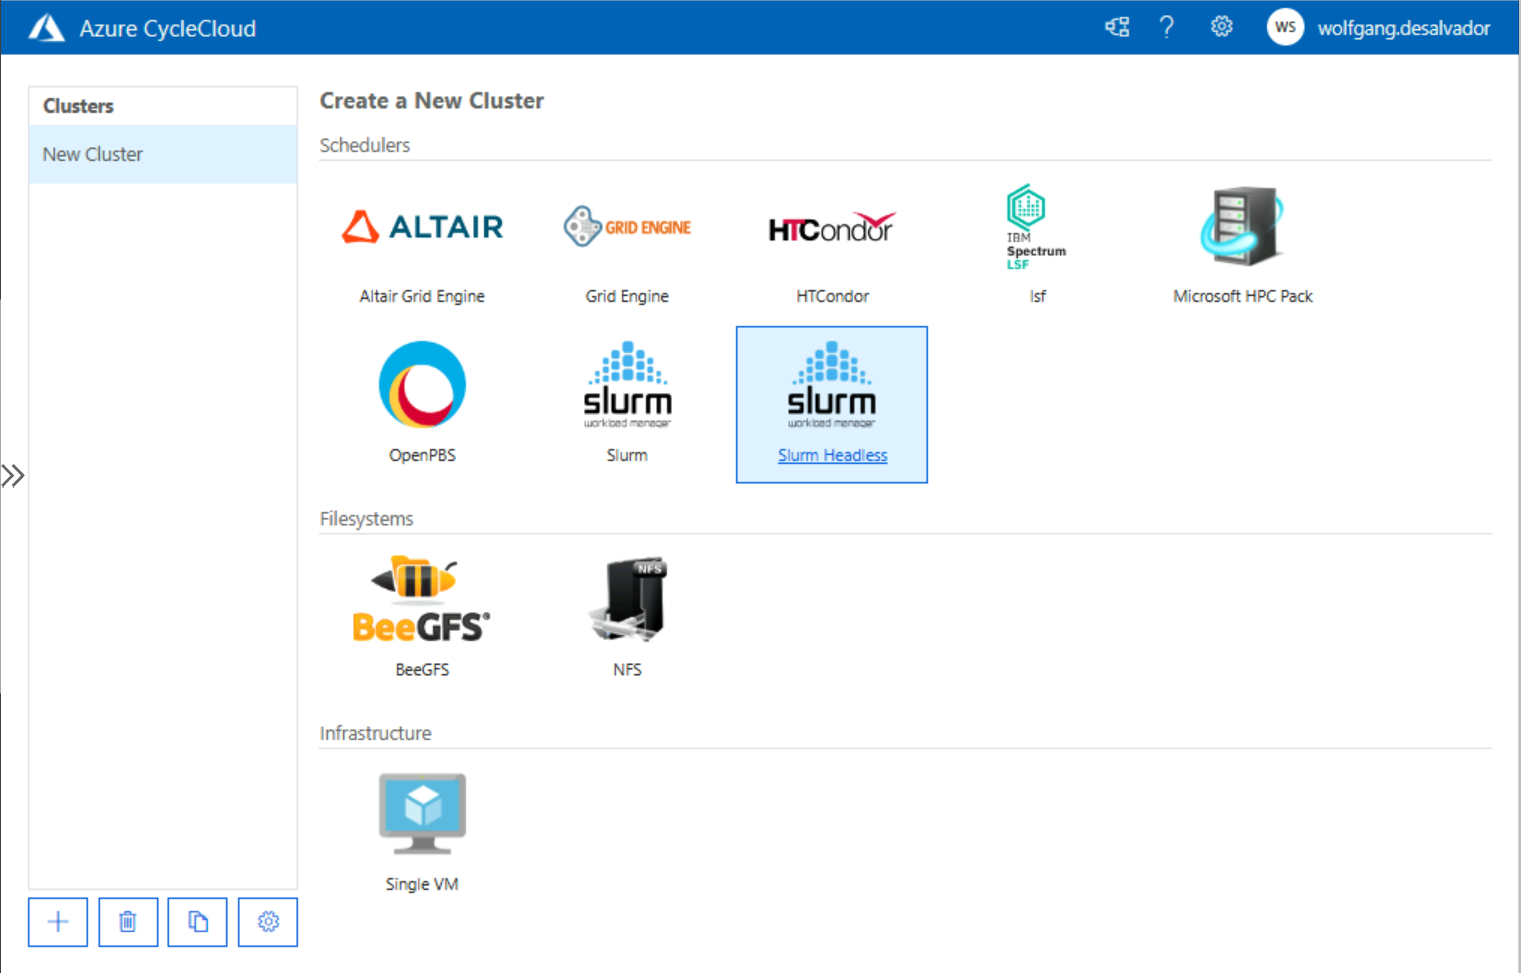 Azure CycleCloud
WS
wolfgang.desalvador
Clusters
New Cluster
Create a New Cluster
Schedulers
ALTAIR
Altair Grid Engine
GRID ENGINE
Grid Engine
HTCondor
HTCondor
IBM
Spectrum
LSF
lsf
Microsoft HPC Pack
OpenPBS
slurm
workload manager
Slurm
slurm
workload manager
Slurm Headless
Filesystems
BeeGFS®
BeeGFS
NFS
NFS
Infrastructure
Single VM